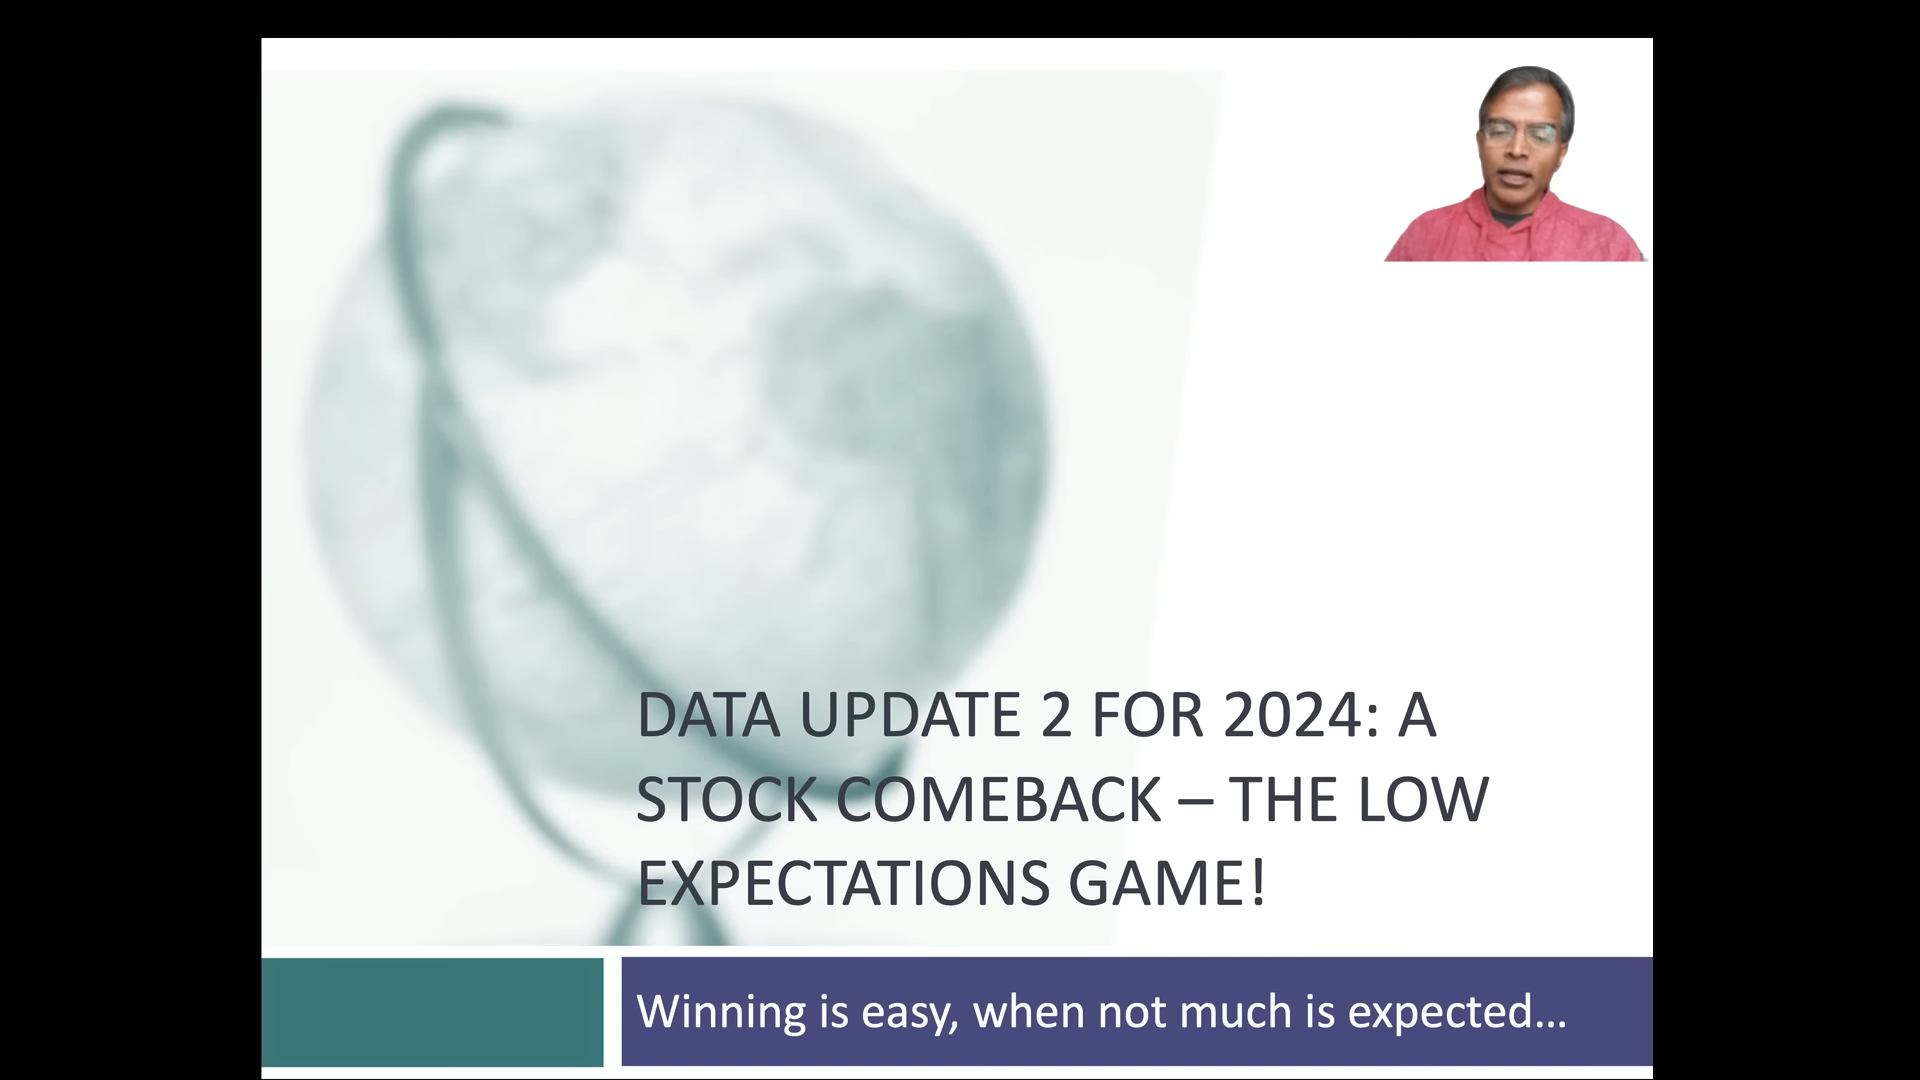 DATA UPDATE 2 FOR 2024: A
STOCK COMEBACK – THE LOW
EXPECTATIONS GAME!
Winning is easy, when not much is expected…